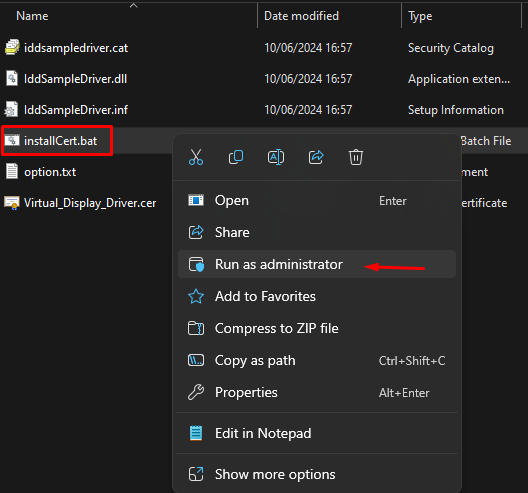 Name Date modified Type
iddsampledriver.cat 10/06/2024 16:57 Security Catalog
IddSampleDriver.dll 10/06/2024 16:57 Application exten...
IddSampleDriver.inf 10/06/2024 16:57 Setup Information
installCert.bat Batch File
option.txt ment
Virtual_Display_Driver.cer ertificate
Open Enter
Share
Run as administrator
Add to Favorites
Compress to ZIP file
Copy as path Ctrl+Shift+C
Properties Alt+Enter
Edit in Notepad
Show more options